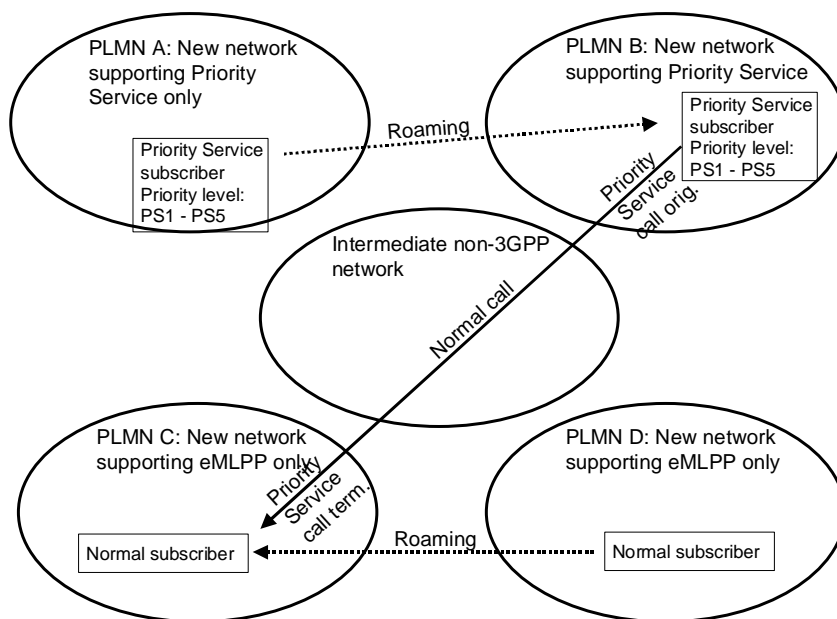 PLMN A: New network
supporting Priority
Service only
Priority Service
subscriber
Priority level:
PS1 - PS5
Roaming
PLMN B: New network
supporting Priority Service
Priority Service
subscriber
Priority level:
PS1 - PS5
Priority
Service
call orig.
Intermediate non-3GPP
network
Normal call
PLMN C: New network
supporting eMLPP only
Priority
Service
call term.
Normal subscriber
Roaming
PLMN D: New network
supporting eMLPP only
Normal subscriber